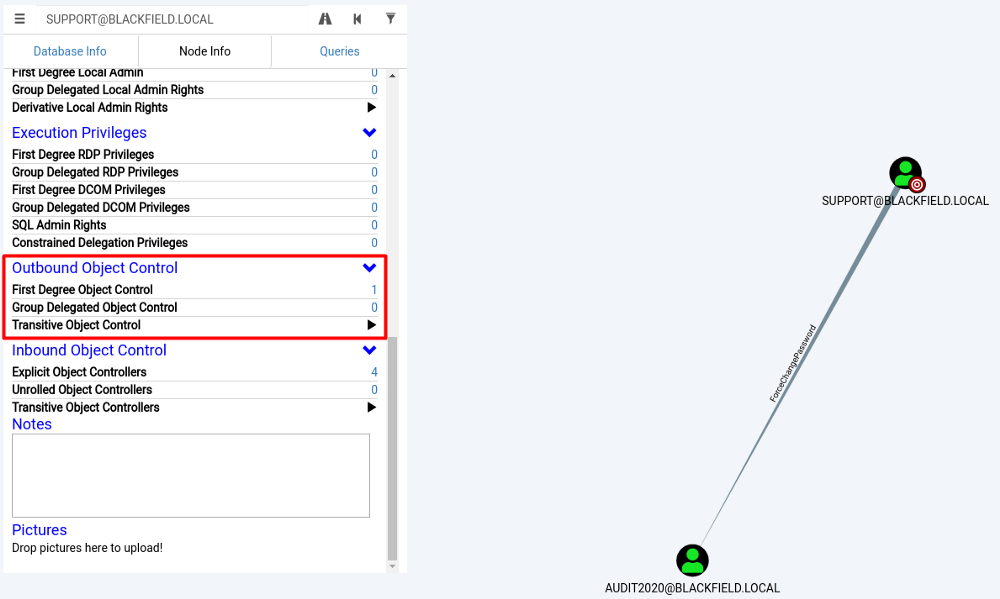 SUPPORT@BLACKFIELD.LOCAL
Database Info
Node Info
Queries
First Degree Local Admin 0
Group Delegated Local Admin Rights 0
Derivative Local Admin Rights
Execution Privileges
First Degree RDP Privileges 0
Group Delegated RDP Privileges 0
First Degree DCOM Privileges 0
Group Delegated DCOM Privileges 0
SQL Admin Rights 0
Constrained Delegation Privileges 0
Outbound Object Control
First Degree Object Control 1
Group Delegated Object Control 0
Transitive Object Control
Inbound Object Control
Explicit Object Controllers 4
Unrolled Object Controllers 0
Transitive Object Controllers
Notes
Pictures
Drop pictures here to upload!
SUPPORT@BLACKFIELD.LOCAL
ForceChangePassword
AUDIT2020@BLACKFIELD.LOCAL